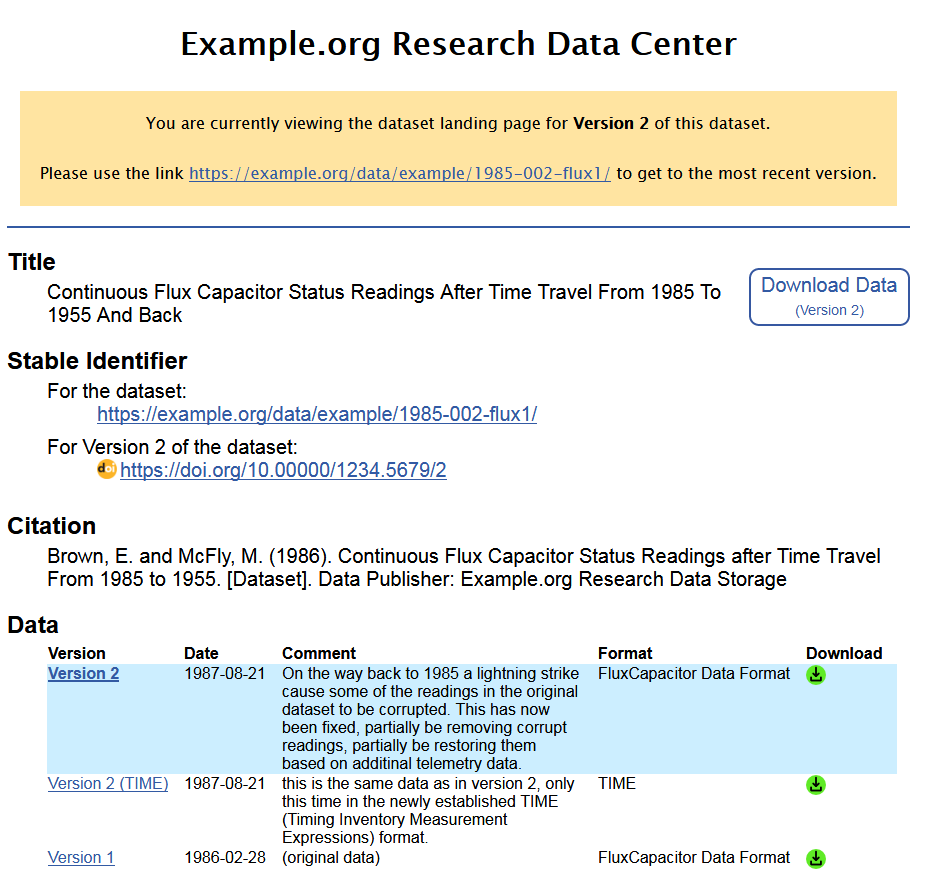 Example.org Research Data Center
You are currently viewing the dataset landing page for Version 2 of this dataset.
Please use the link https://example.org/data/example/1985-002-flux1/ to get to the most recent version.
Title
Continuous Flux Capacitor Status Readings After Time Travel From 1985 To
1955 And Back
Download Data
(Version 2)
Stable Identifier
For the dataset:
https://example.org/data/example/1985-002-flux1/
For Version 2 of the dataset:
doi https://doi.org/10.00000/1234.5679/2
Citation
Brown, E. and McFly, M. (1986). Continuous Flux Capacitor Status Readings after Time Travel
From 1985 to 1955. [Dataset]. Data Publisher: Example.org Research Data Storage
Data
Version Date Comment Format Download
Version 2 1987-08-21 On the way back to 1985 a lightning strike FluxCapacitor Data Format
cause some of the readings in the original
dataset to be corrupted. This has now
been fixed, partially be removing corrupt
readings, partially be restoring them
based on additinal telemetry data.
Version 2 (TIME) 1987-08-21 this is the same data as in version 2, only TIME
this time in the newly established TIME
(Timing Inventory Measurement
Expressions) format.
Version 1 1986-02-28 (original data) FluxCapacitor Data Format